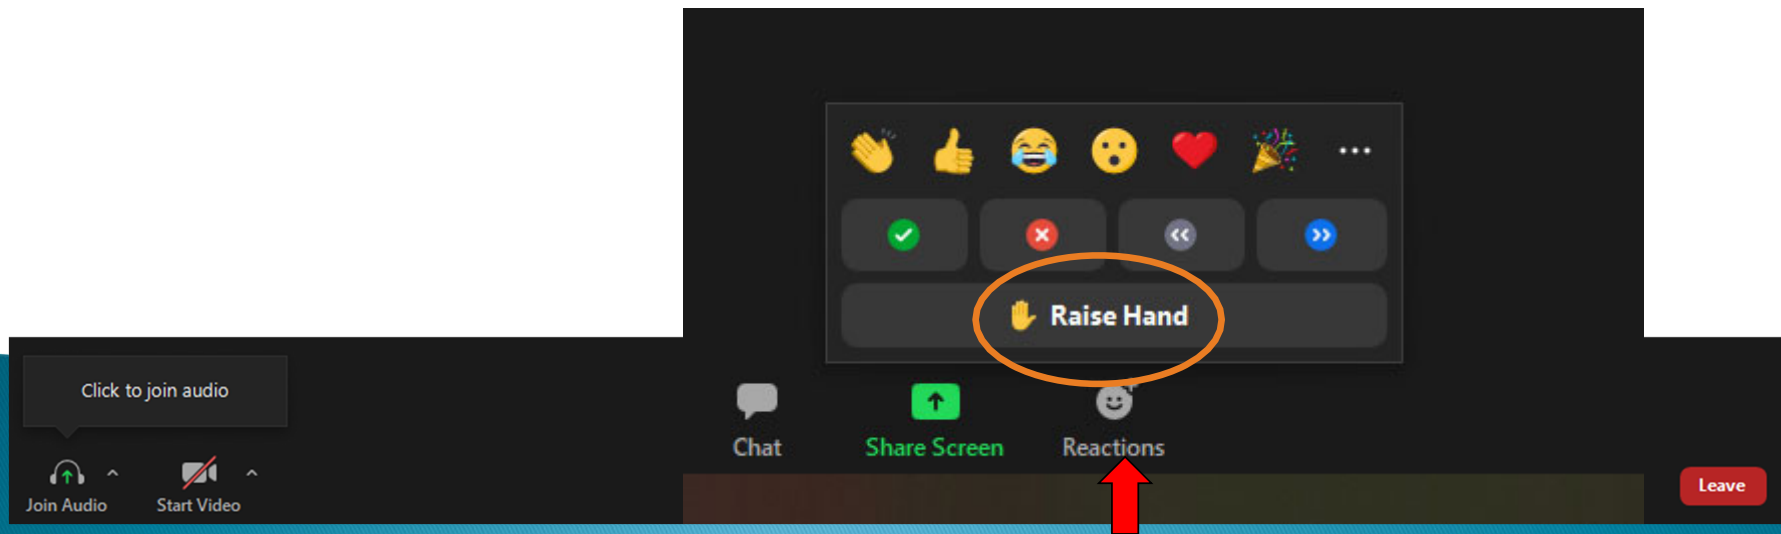 Raise Hand
Click to join audio
Chat
Share Screen
Reactions
Join Audio
Start Video
Leave